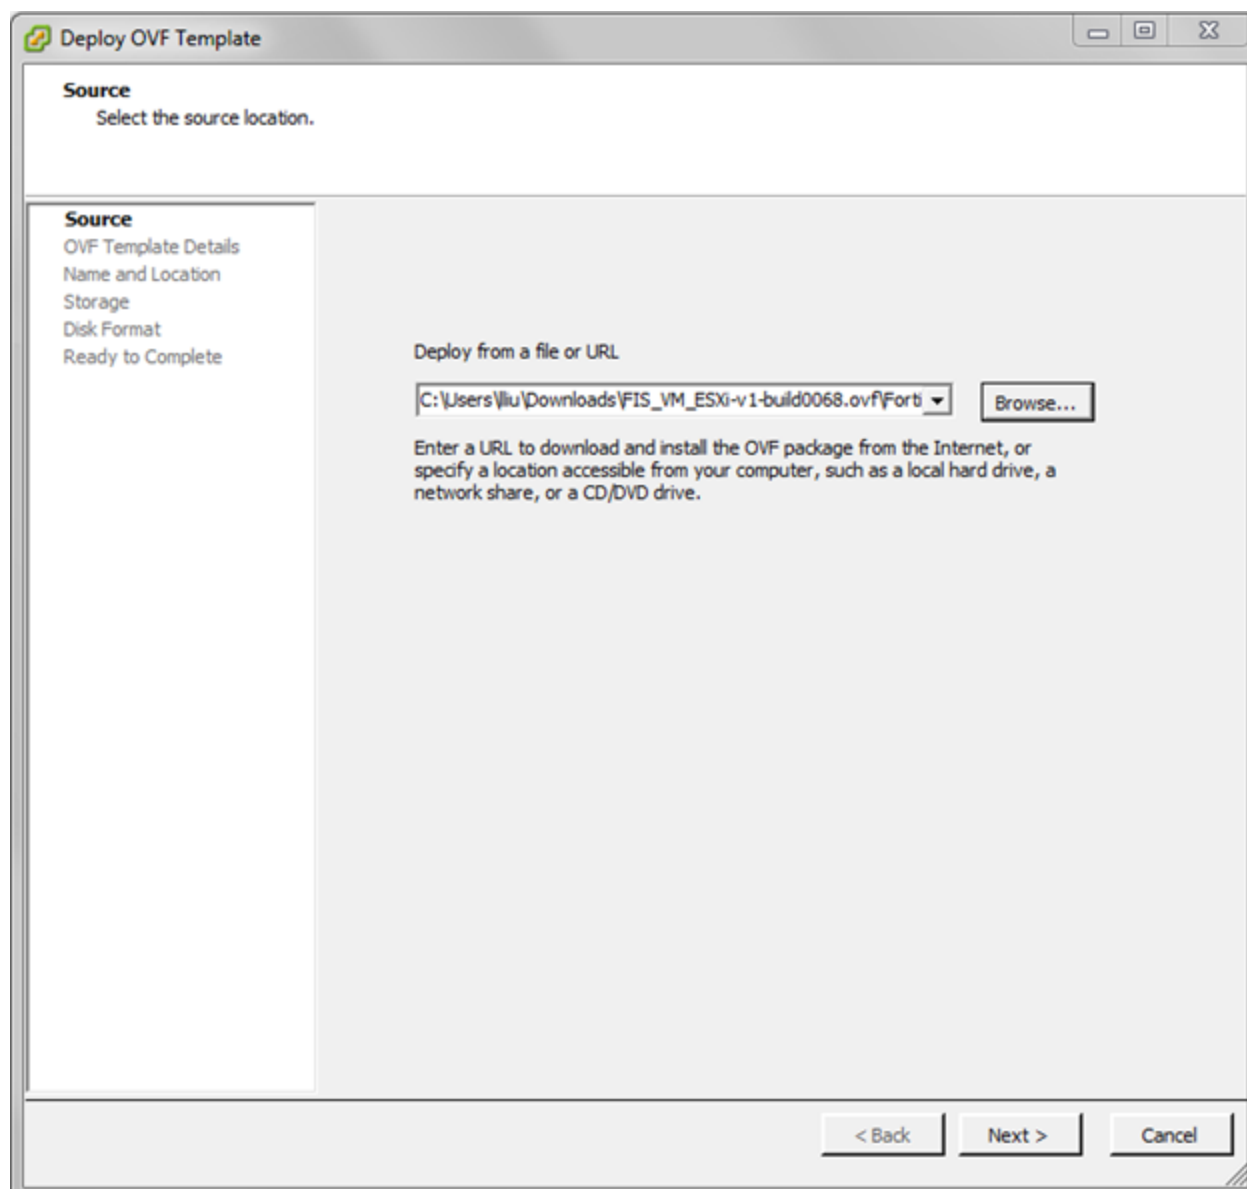 Deploy OVF Template
Source
Select the source location.
Source
OVF Template Details
Name and Location
Storage
Disk Format
Ready to Complete
Deploy from a file or URL
C:\Users\lliu\Downloads\FIS_VM_ESXi-v1-build0068.ovf\Forti
Browse...
Enter a URL to download and install the OVF package from the Internet, or
specify a location accessible from your computer, such as a local hard drive, a
network share, or a CD/DVD drive.
< Back
Next >
Cancel